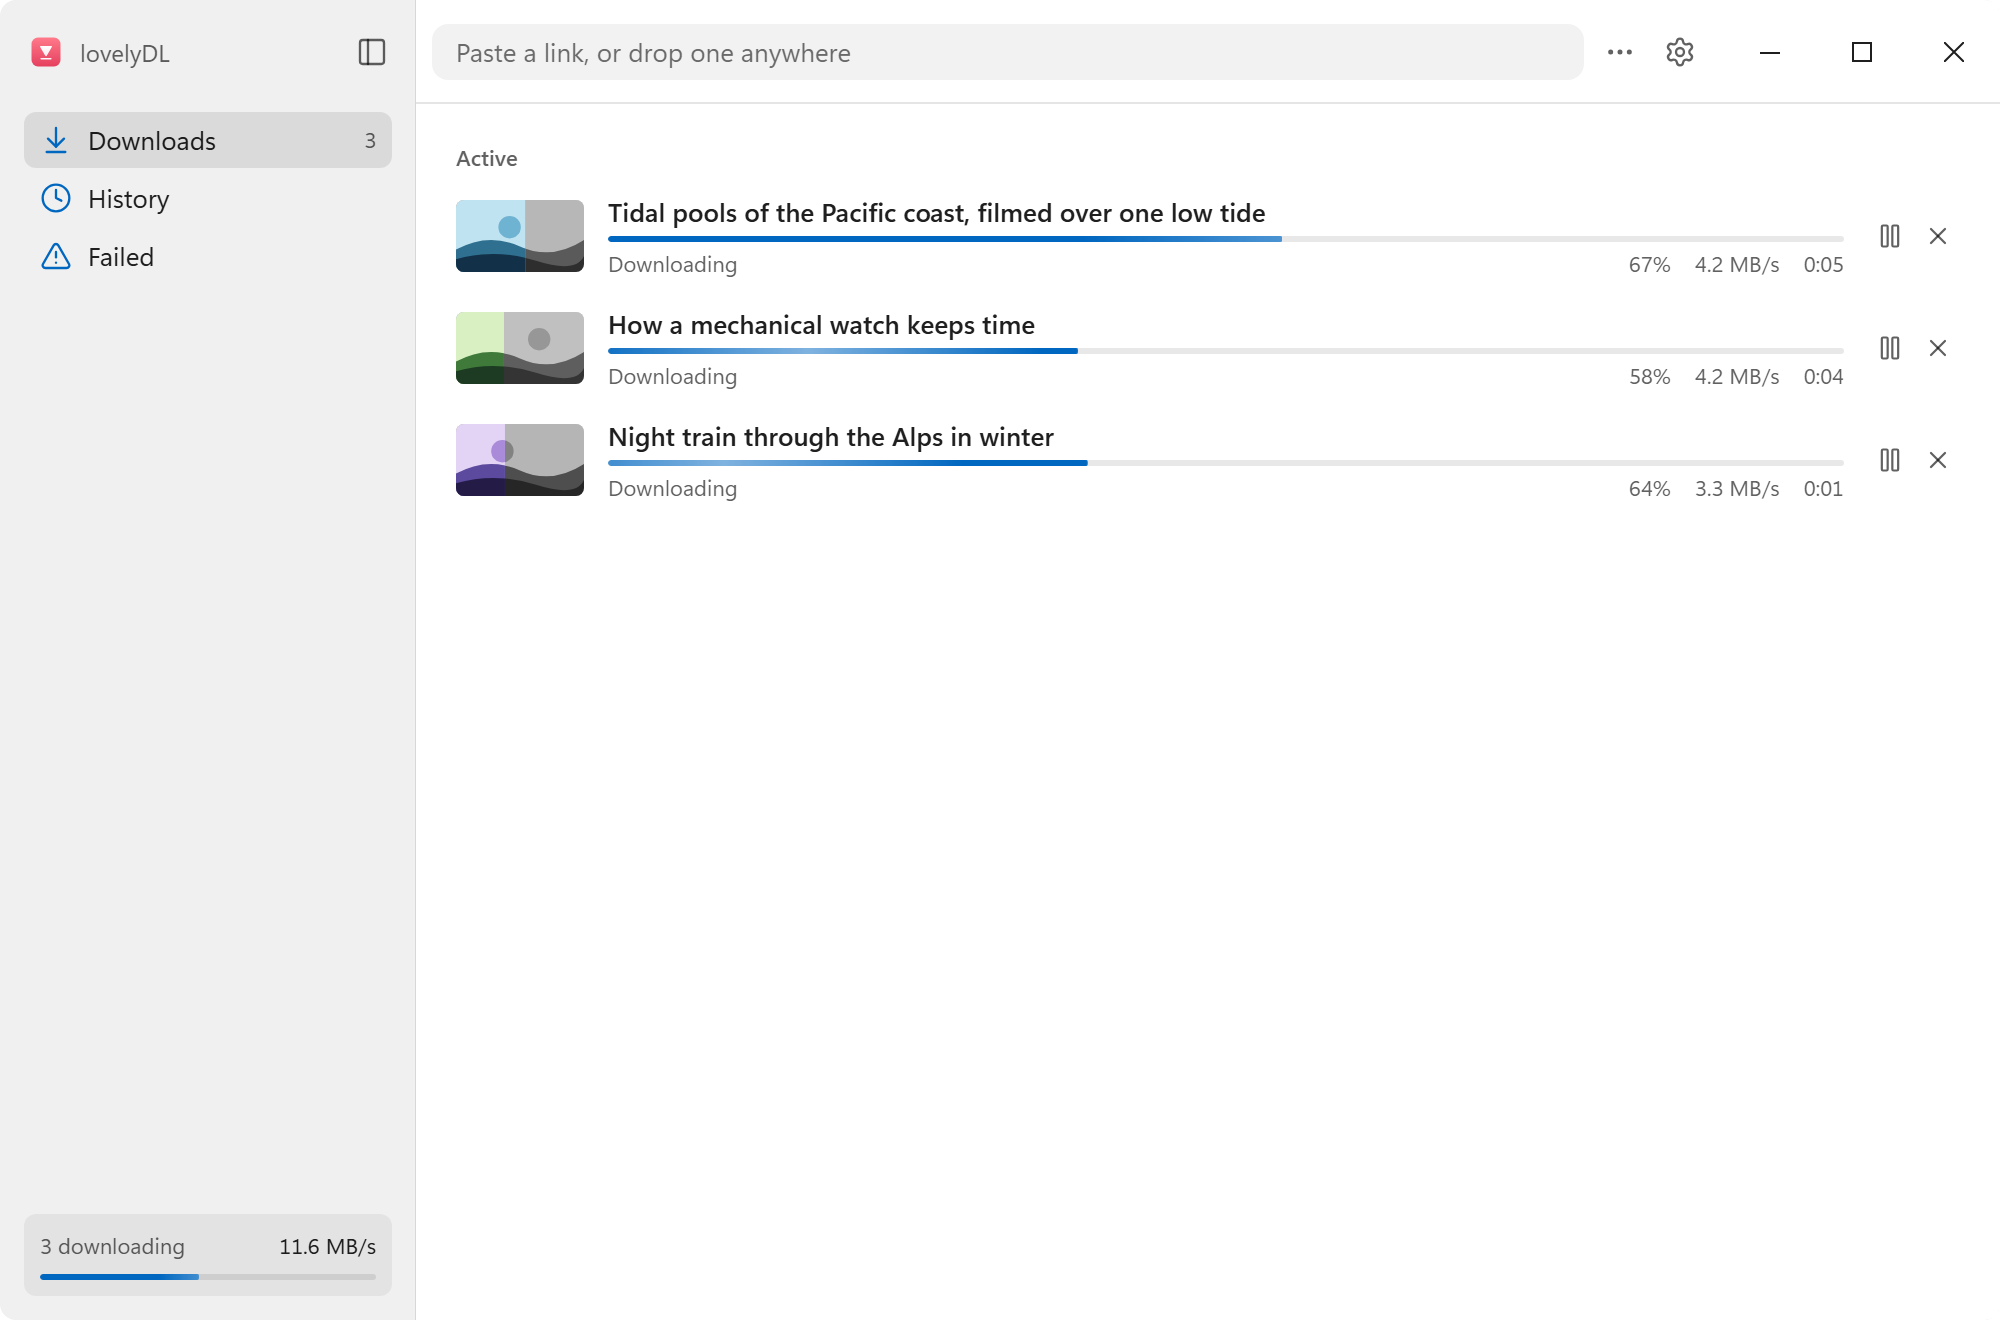 lovelyDL
Paste a link, or drop one anywhere
Downloads 3
History
Failed
Active
Tidal pools of the Pacific coast, filmed over one low tide
Downloading 67% 4.2 MB/s 0:05
How a mechanical watch keeps time
Downloading 58% 4.2 MB/s 0:04
Night train through the Alps in winter
Downloading 64% 3.3 MB/s 0:01
3 downloading 11.6 MB/s